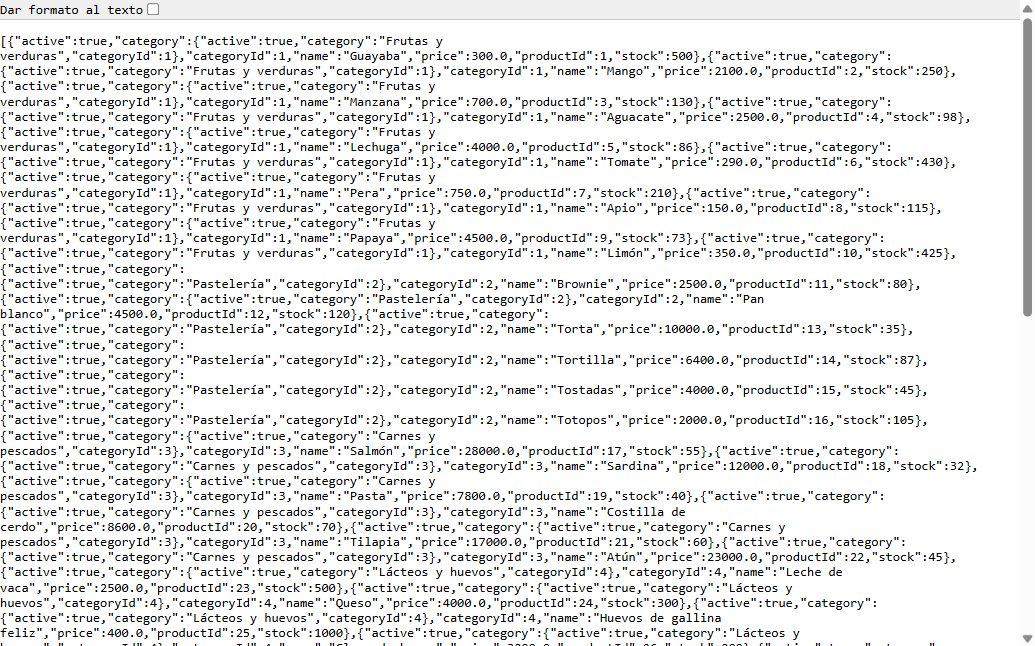 Dar formato al texto
[{"active":true,"category":{"active":true,"category":"Frutas y
verduras","categoryId":1},"categoryId":1,"name":"Guayaba","price":300.0,"productId":1,"stock":500},{"active":true,"category":
{"active":true,"category":"Frutas y verduras","categoryId":1},"categoryId":1,"name":"Mango","price":2100.0,"productId":2,"stock":250},
{"active":true,"category":{"active":true,"category":"Frutas y
verduras","categoryId":1},"categoryId":1,"name":"Manzana","price":700.0,"productId":3,"stock":130},{"active":true,"category":
{"active":true,"category":"Frutas y verduras","categoryId":1},"categoryId":1,"name":"Aguacate","price":2500.0,"productId":4,"stock":98},
{"active":true,"category":{"active":true,"category":"Frutas y
verduras","categoryId":1},"categoryId":1,"name":"Lechuga","price":4000.0,"productId":5,"stock":86},{"active":true,"category":
{"active":true,"category":"Frutas y verduras","categoryId":1},"categoryId":1,"name":"Tomate","price":290.0,"productId":6,"stock":430},
{"active":true,"category":{"active":true,"category":"Frutas y
verduras","categoryId":1},"categoryId":1,"name":"Pera","price":750.0,"productId":7,"stock":210},{"active":true,"category":
{"active":true,"category":"Frutas y verduras","categoryId":1},"categoryId":1,"name":"Apio","price":150.0,"productId":8,"stock":115},
{"active":true,"category":{"active":true,"category":"Frutas y
verduras","categoryId":1},"categoryId":1,"name":"Papaya","price":4500.0,"productId":9,"stock":73},{"active":true,"category":
{"active":true,"category":"Frutas y verduras","categoryId":1},"categoryId":1,"name":"Limón","price":350.0,"productId":10,"stock":425},
{"active":true,"category":
{"active":true,"category":"Pastelería","categoryId":2},"categoryId":2,"name":"Brownie","price":2500.0,"productId":11,"stock":80},
{"active":true,"category":{"active":true,"category":"Pastelería","categoryId":2},"categoryId":2,"name":"Pan
blanco","price":4500.0,"productId":12,"stock":120},{"active":true,"category":
{"active":true,"category":"Pastelería","categoryId":2},"categoryId":2,"name":"Torta","price":10000.0,"productId":13,"stock":35},
{"active":true,"category":
{"active":true,"category":"Pastelería","categoryId":2},"categoryId":2,"name":"Tortilla","price":6400.0,"productId":14,"stock":87},
{"active":true,"category":
{"active":true,"category":"Pastelería","categoryId":2},"categoryId":2,"name":"Tostadas","price":4000.0,"productId":15,"stock":45},
{"active":true,"category":
{"active":true,"category":"Pastelería","categoryId":2},"categoryId":2,"name":"Totopos","price":2000.0,"productId":16,"stock":105},
{"active":true,"category":{"active":true,"category":"Carnes y
pescados","categoryId":3},"categoryId":3,"name":"Salmón","price":28000.0,"productId":17,"stock":55},{"active":true,"category":
{"active":true,"category":"Carnes y pescados","categoryId":3},"categoryId":3,"name":"Sardina","price":12000.0,"productId":18,"stock":32},
{"active":true,"category":{"active":true,"category":"Carnes y
pescados","categoryId":3},"categoryId":3,"name":"Pasta","price":7800.0,"productId":19,"stock":40},{"active":true,"category":
{"active":true,"category":"Carnes y pescados","categoryId":3},"categoryId":3,"name":"Costilla de
cerdo","price":8600.0,"productId":20,"stock":70},{"active":true,"category":{"active":true,"category":"Carnes y
pescados","categoryId":3},"categoryId":3,"name":"Tilapia","price":17000.0,"productId":21,"stock":60},{"active":true,"category":
{"active":true,"category":"Carnes y pescados","categoryId":3},"categoryId":3,"name":"Atún","price":23000.0,"productId":22,"stock":45},
{"active":true,"category":{"active":true,"category":"Lácteos y huevos","categoryId":4},"categoryId":4,"name":"Leche de
vaca","price":2500.0,"productId":23,"stock":500},{"active":true,"category":{"active":true,"category":"Lácteos y
huevos","categoryId":4},"categoryId":4,"name":"Queso","price":4000.0,"productId":24,"stock":300},{"active":true,"category":
{"active":true,"category":"Lácteos y huevos","categoryId":4},"categoryId":4,"name":"Huevos de gallina
feliz","price":400.0,"productId":25,"stock":1000},{"active":true,"category":{"active":true,"category":"Lácteos y